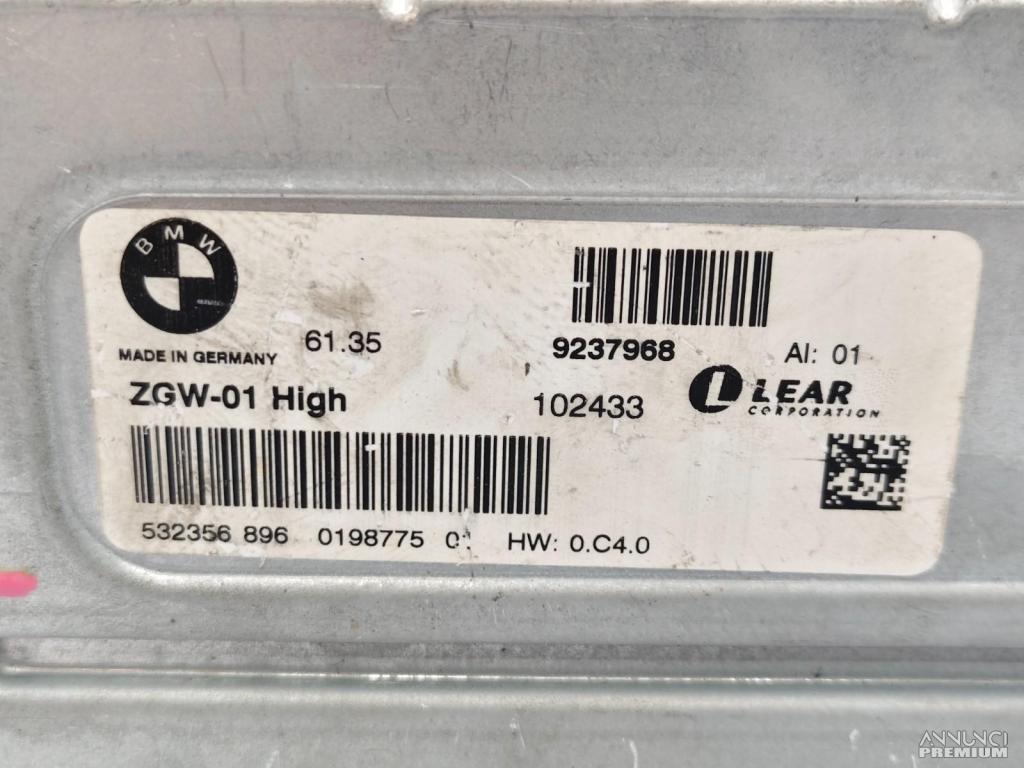 BMW
MADE IN GERMANY 61.35 9237968 AI: 01
ZGW-01 High 102433 LEAR
CORPORATION
532356 896 0198775 HW: 0.C4.0
ANNUNCI
PREMIUM